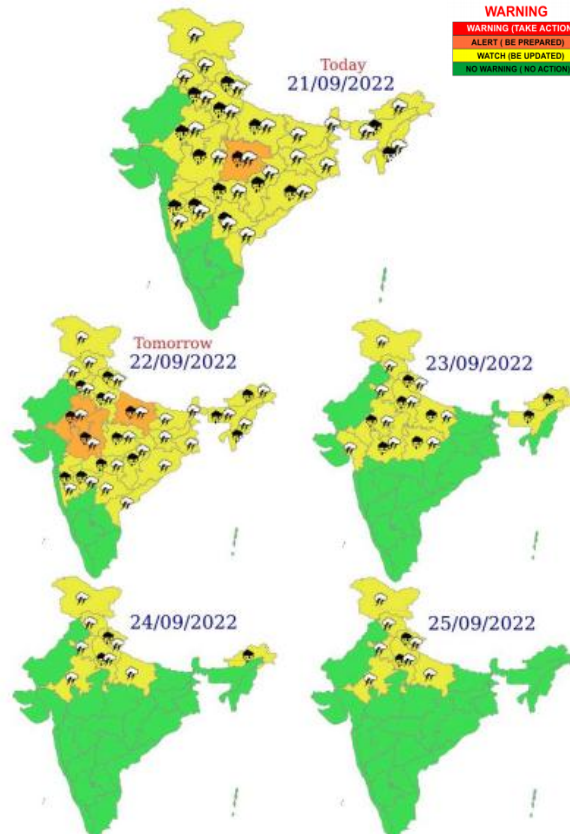 WARNING
WARNING (TAKE ACTION
ALERT ( BE PREPARED)
WATCH (BE UPDATED)
NO WARNING ( NO ACTION)
Today
21/09/2022
Tomorrow
22/09/2022
23/09/2022
24/09/2022
25/09/2022